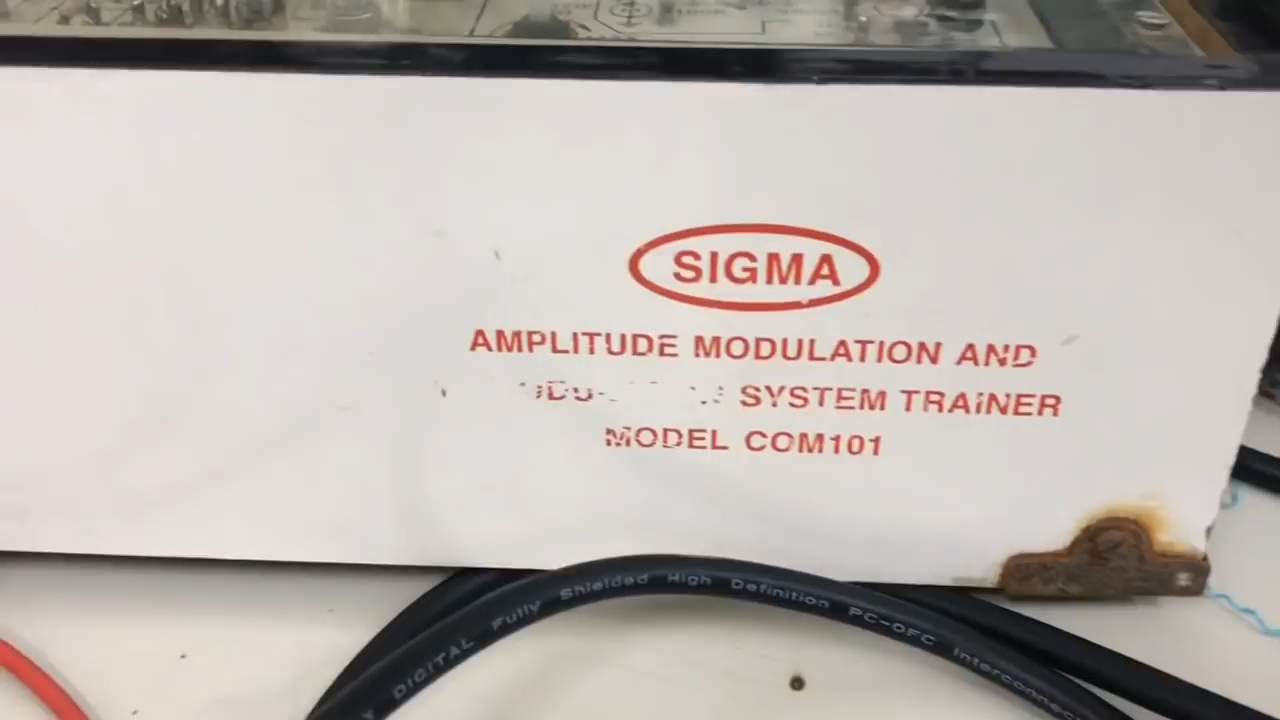 SIGMA
AMPLITUDE MODULATION AND
SYSTEM TRAINER
MODEL COM101
DIGITAL Fully Shielded High Definition PC-OFC